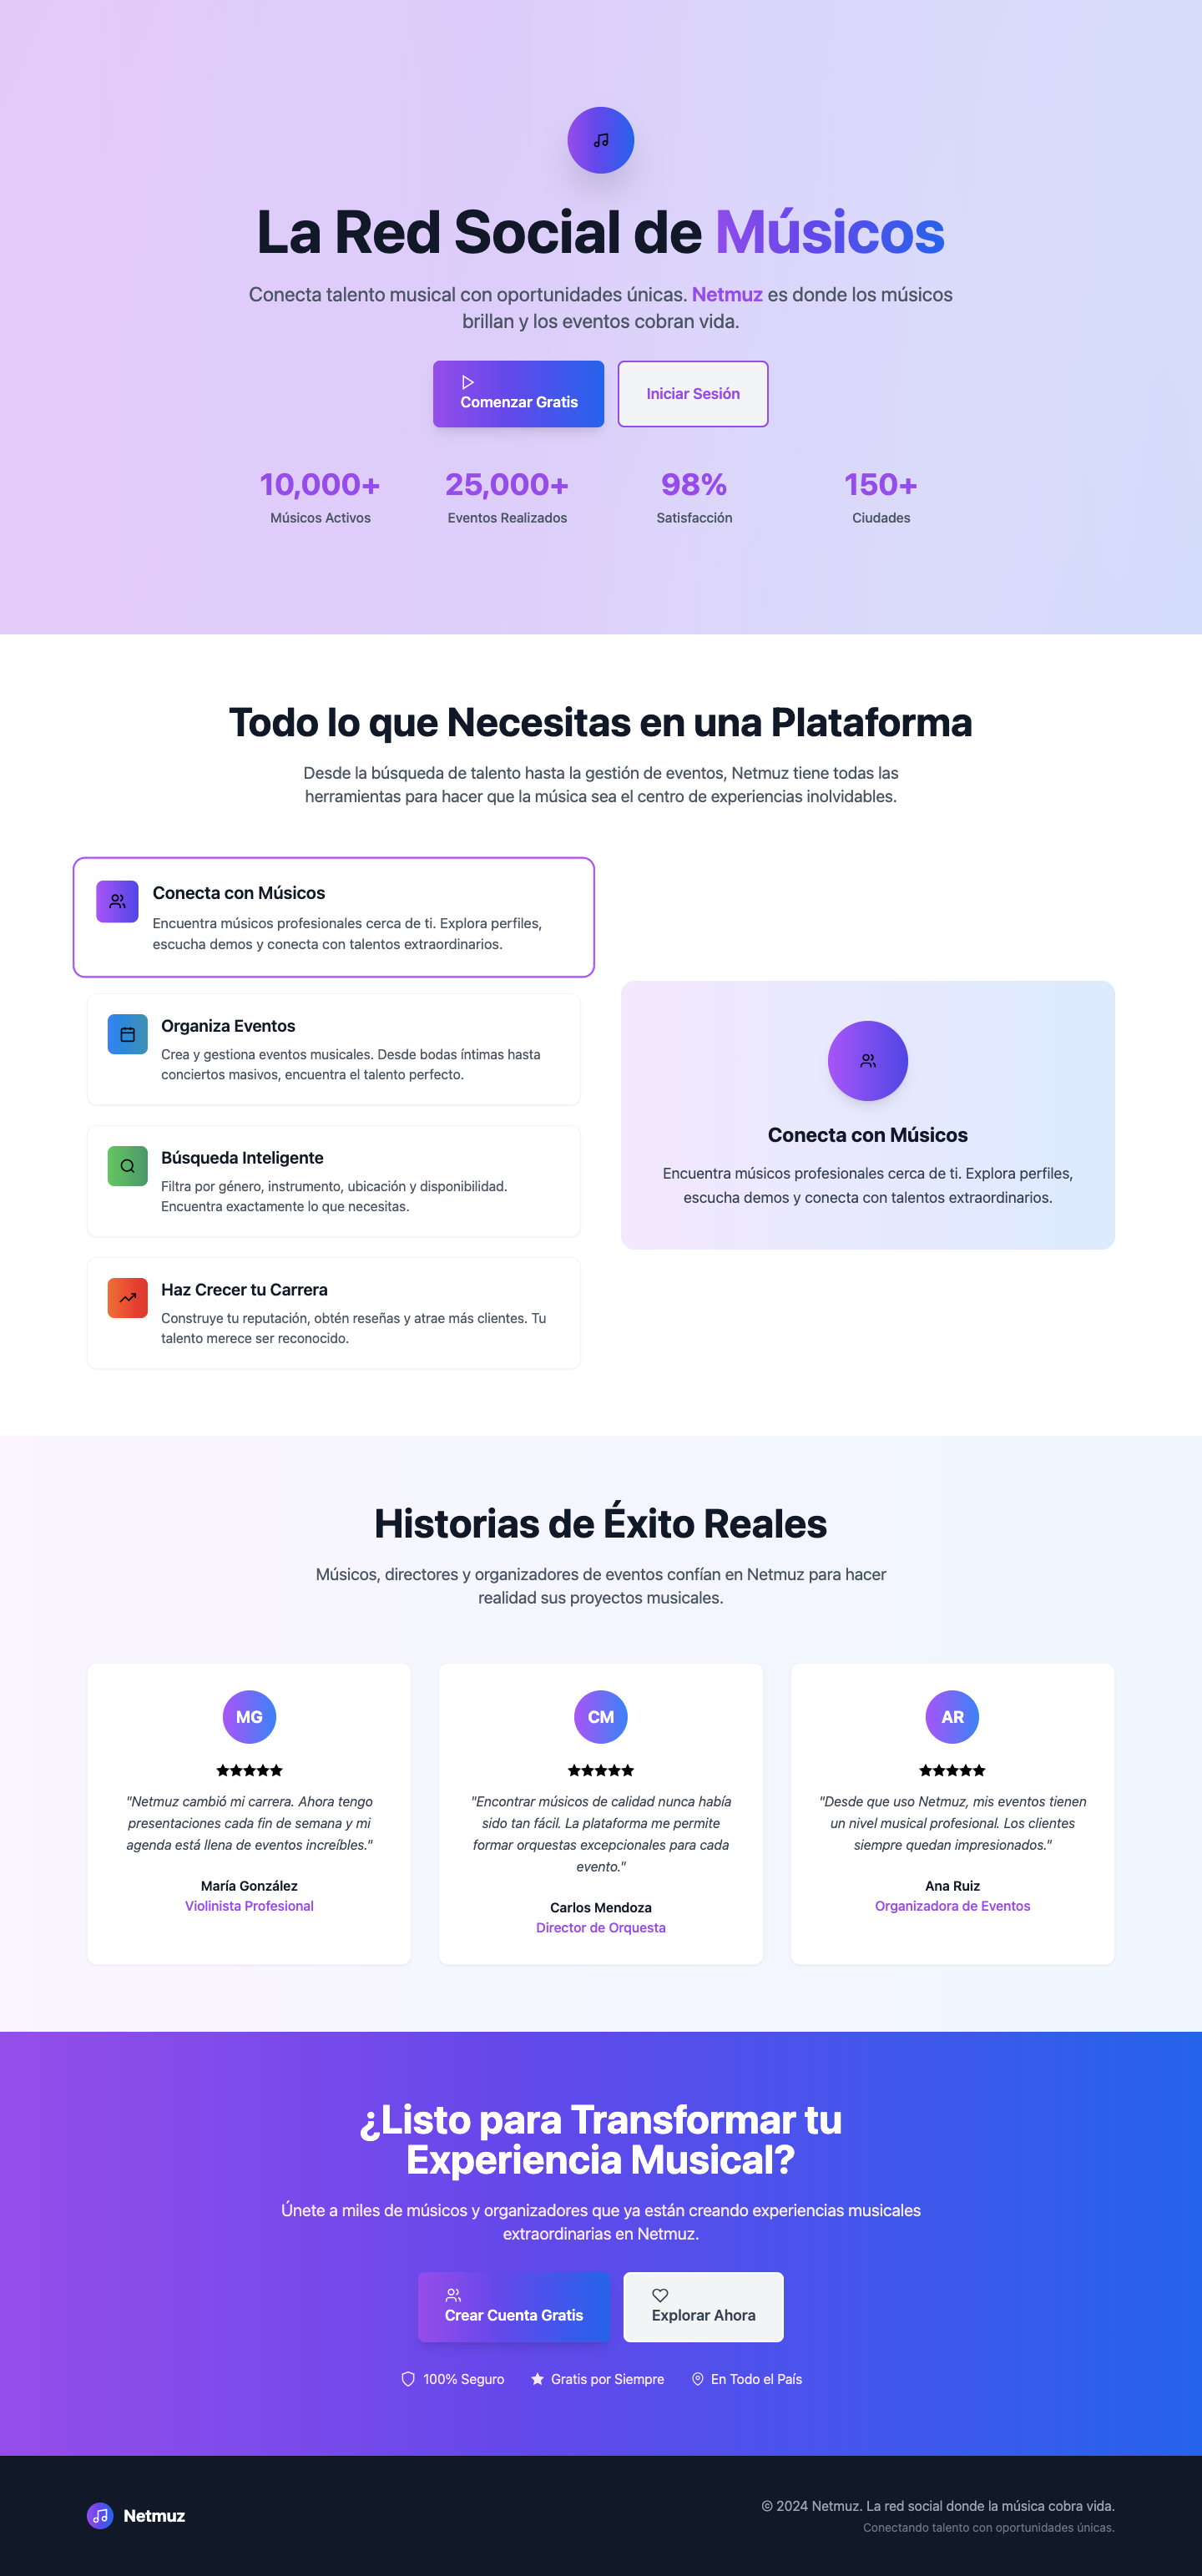 La Red Social de Músicos
Conecta talento musical con oportunidades únicas. Netmuz es donde los músicos
brillan y los eventos cobran vida.
Comenzar Gratis
Iniciar Sesión
10,000+
Músicos Activos
25,000+
Eventos Realizados
98%
Satisfacción
150+
Ciudades
Todo lo que Necesitas en una Plataforma
Desde la búsqueda de talento hasta la gestión de eventos, Netmuz tiene todas las
herramientas para hacer que la música sea el centro de experiencias inolvidables.
Conecta con Músicos
Encuentra músicos profesionales cerca de ti. Explora perfiles,
escucha demos y conecta con talentos extraordinarios.
Organiza Eventos
Crea y gestiona eventos musicales. Desde bodas íntimas hasta
conciertos masivos, encuentra el talento perfecto.
Búsqueda Inteligente
Filtra por género, instrumento, ubicación y disponibilidad.
Encuentra exactamente lo que necesitas.
Haz Crecer tu Carrera
Construye tu reputación, obtén reseñas y atrae más clientes. Tu
talento merece ser reconocido.
Conecta con Músicos
Encuentra músicos profesionales cerca de ti. Explora perfiles,
escucha demos y conecta con talentos extraordinarios.
Historias de Éxito Reales
Músicos, directores y organizadores de eventos confían en Netmuz para hacer
realidad sus proyectos musicales.
MG
"Netmuz cambió mi carrera. Ahora tengo
presentaciones cada fin de semana y mi
agenda está llena de eventos increíbles."
María González
Violinista Profesional
CM
"Encontrar músicos de calidad nunca había
sido tan fácil. La plataforma me permite
formar orquestas excepcionales para cada
evento."
Carlos Mendoza
Director de Orquesta
AR
"Desde que uso Netmuz, mis eventos tienen
un nivel musical profesional. Los clientes
siempre quedan impresionados."
Ana Ruiz
Organizadora de Eventos
¿Listo para Transformar tu
Experiencia Musical?
Únete a miles de músicos y organizadores que ya están creando experiencias musicales
extraordinarias en Netmuz.
Crear Cuenta Gratis
Explorar Ahora
100% Seguro
Gratis por Siempre
En Todo el País
Netmuz
© 2024 Netmuz. La red social donde la música cobra vida.
Conectando talento con oportunidades únicas.